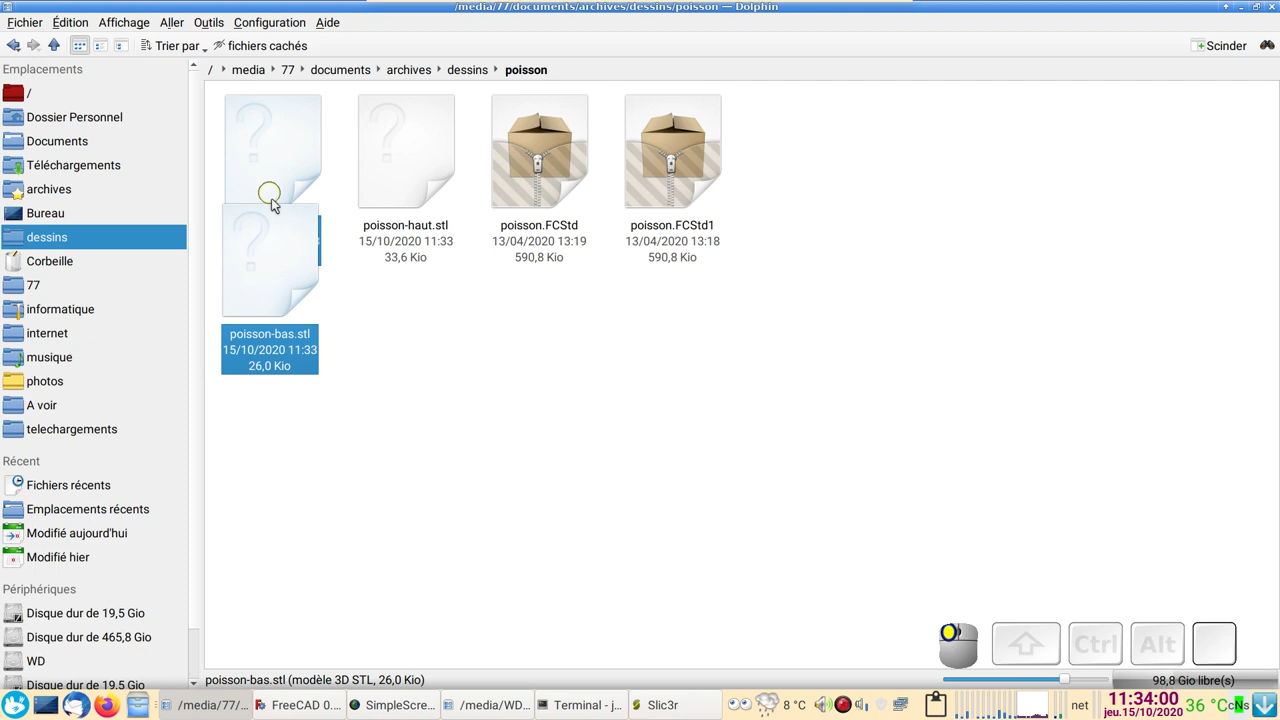 /media/77/documents/archives/dessins/poisson — Dolphin
Fichier Édition Affichage Aller Outils Configuration Aide
Trier par fichiers cachés Scinder
Emplacements
/
Dossier Personnel
Documents
Téléchargements
archives
Bureau
dessins
Corbeille
77
informatique
internet
musique
photos
A voir
telechargements
Récent
Fichiers récents
Emplacements récents
Modifié aujourd'hui
Modifié hier
Périphériques
Disque dur de 19,5 Gio
Disque dur de 465,8 Gio
WD
Disque dur de 19,5 Gio
/ media 77 documents archives dessins poisson
poisson-haut.stl
15/10/2020 11:33
33,6 Kio
poisson.FCStd
13/04/2020 13:19
590,8 Kio
poisson.FCStd1
13/04/2020 13:18
590,8 Kio
poisson-bas.stl
15/10/2020 11:33
26,0 Kio
Ctrl Alt
poisson-bas.stl (modèle 3D STL, 26,0 Kio) 98,8 Gio libre(s)
/media/77/... FreeCAD 0.... SimpleScre... /media/WD... Terminal - j... Slic3r 8 °C net 11:34:00 36 °C cNs
jeu.15/10/2020